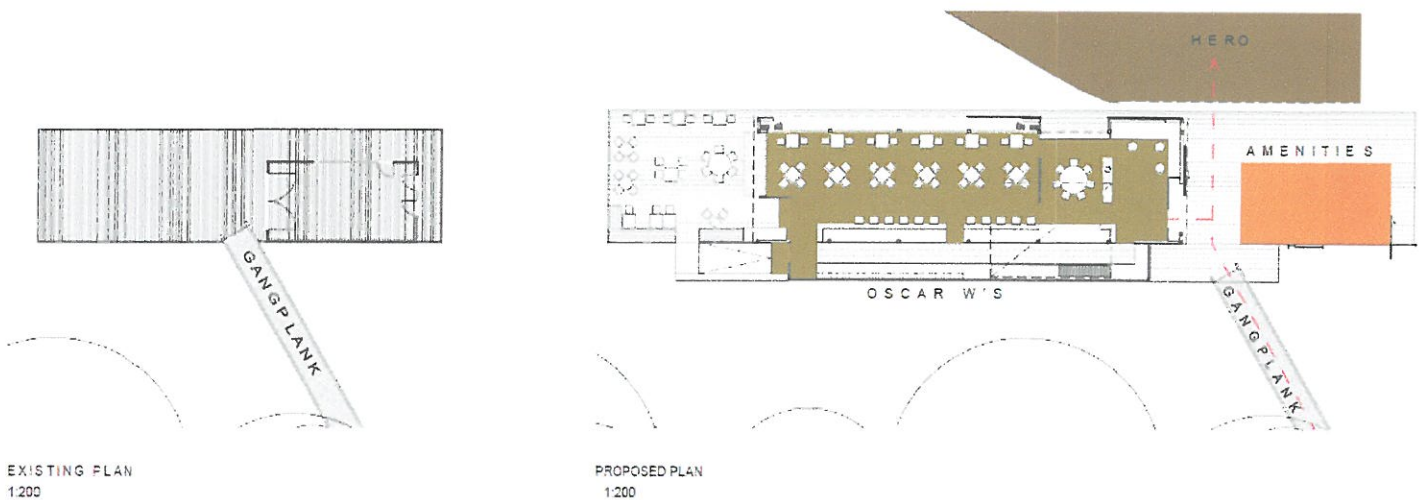 HERO
AMENITIES
GANGPLANK
OSCAR W'S
GANGPLANK
EXISTING PLAN
1:200
PROPOSED PLAN
1:200